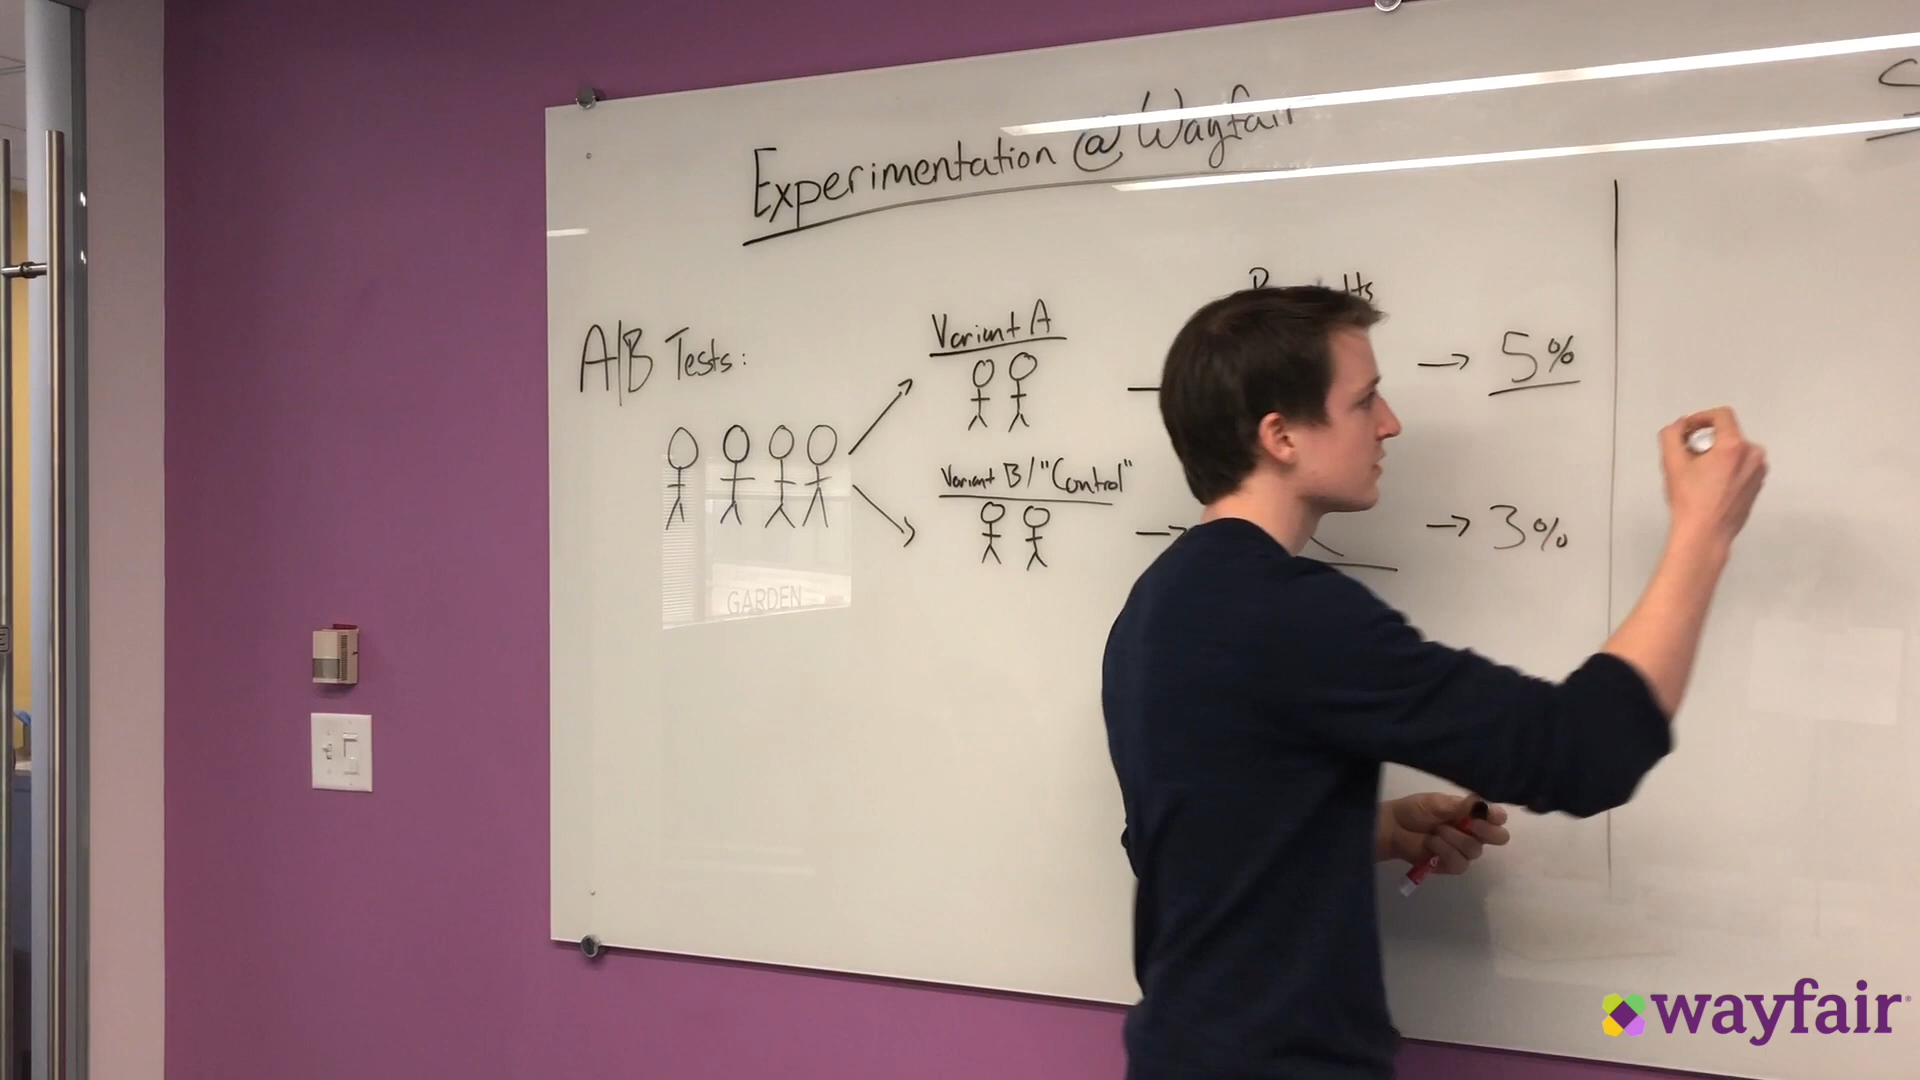 Experimentation @ Wayfair
A/B Tests:
Variant A
→ 5%
Variant B / "Control"
→ 3%
GARDEN
wayfair